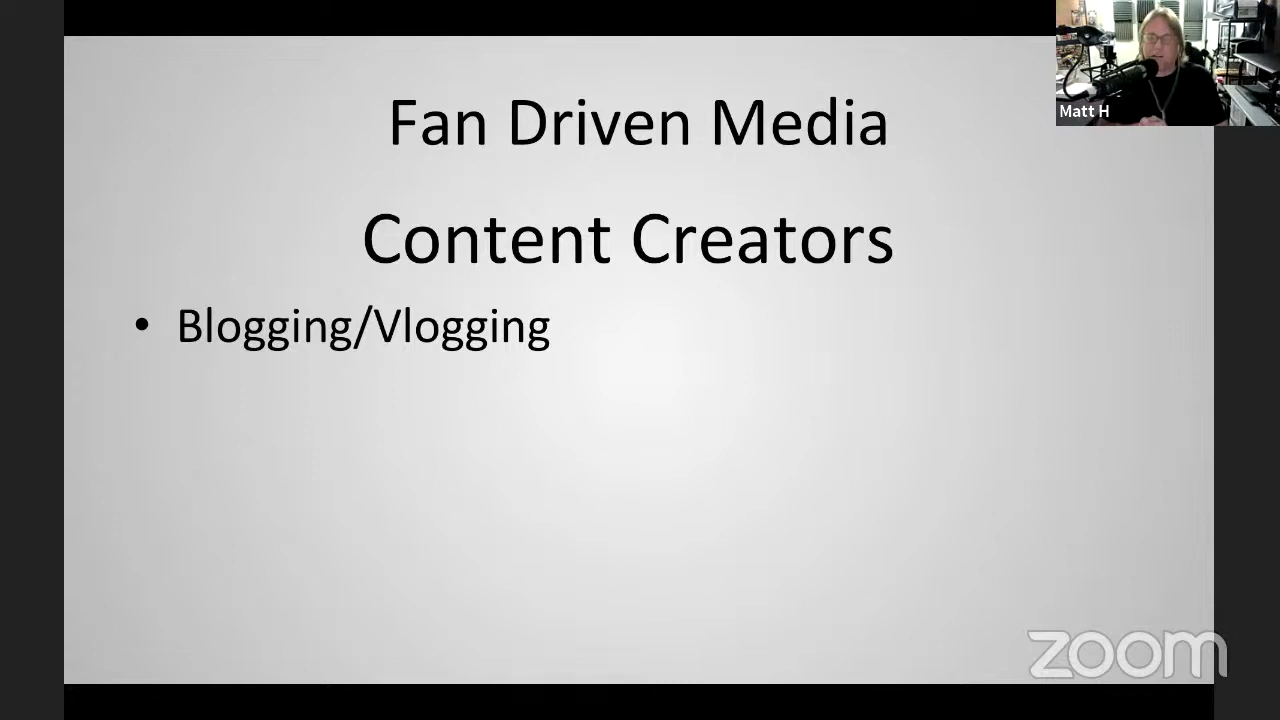 Fan Driven Media
Matt H
Content Creators
• Blogging/Vlogging
zoom